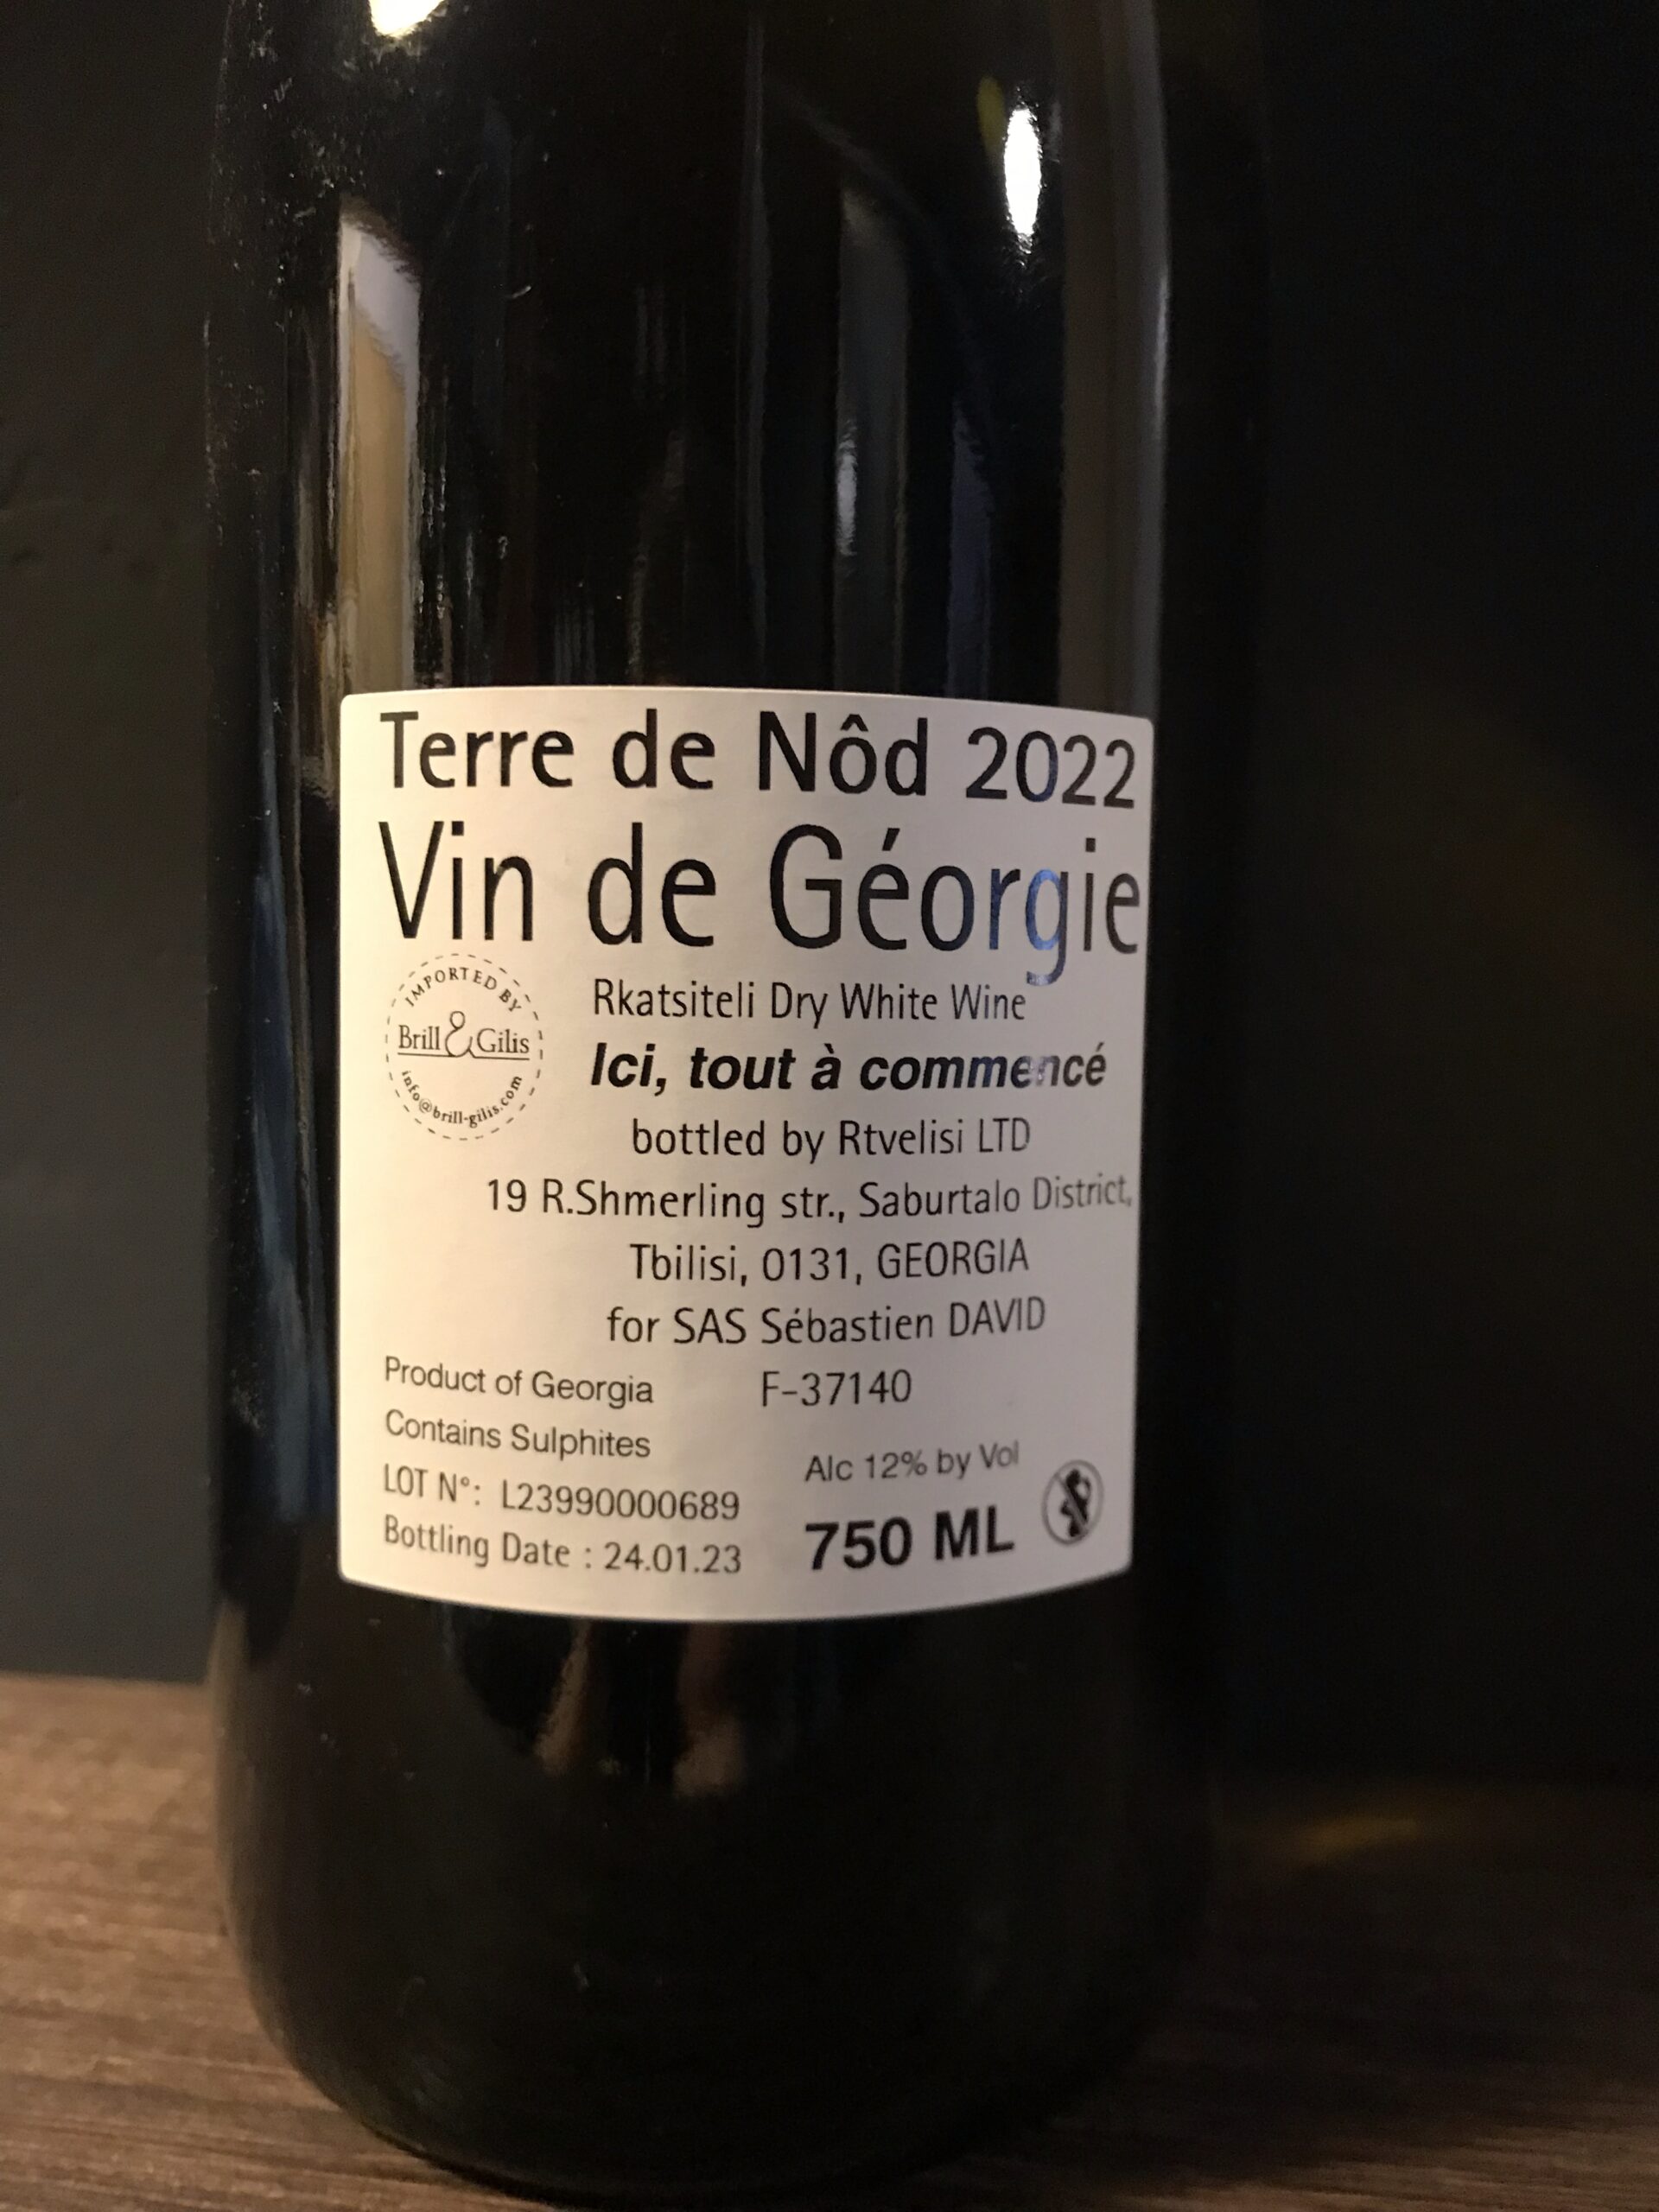 Terre de Nôd 2022
Vin de Géorgie
IMPORTED BY
Brill & Gilis
info@brill-gilis.com
Rkatsiteli Dry White Wine
Ici, tout à commencé
bottled by Rtvelisi LTD
19 R.Shmerling str., Saburtalo District,
Tbilisi, 0131, GEORGIA
for SAS Sébastien DAVID
F-37140
Product of Georgia
Contains Sulphites
LOT N°: L23990000689
Bottling Date : 24.01.23
Alc 12% by Vol
750 ML